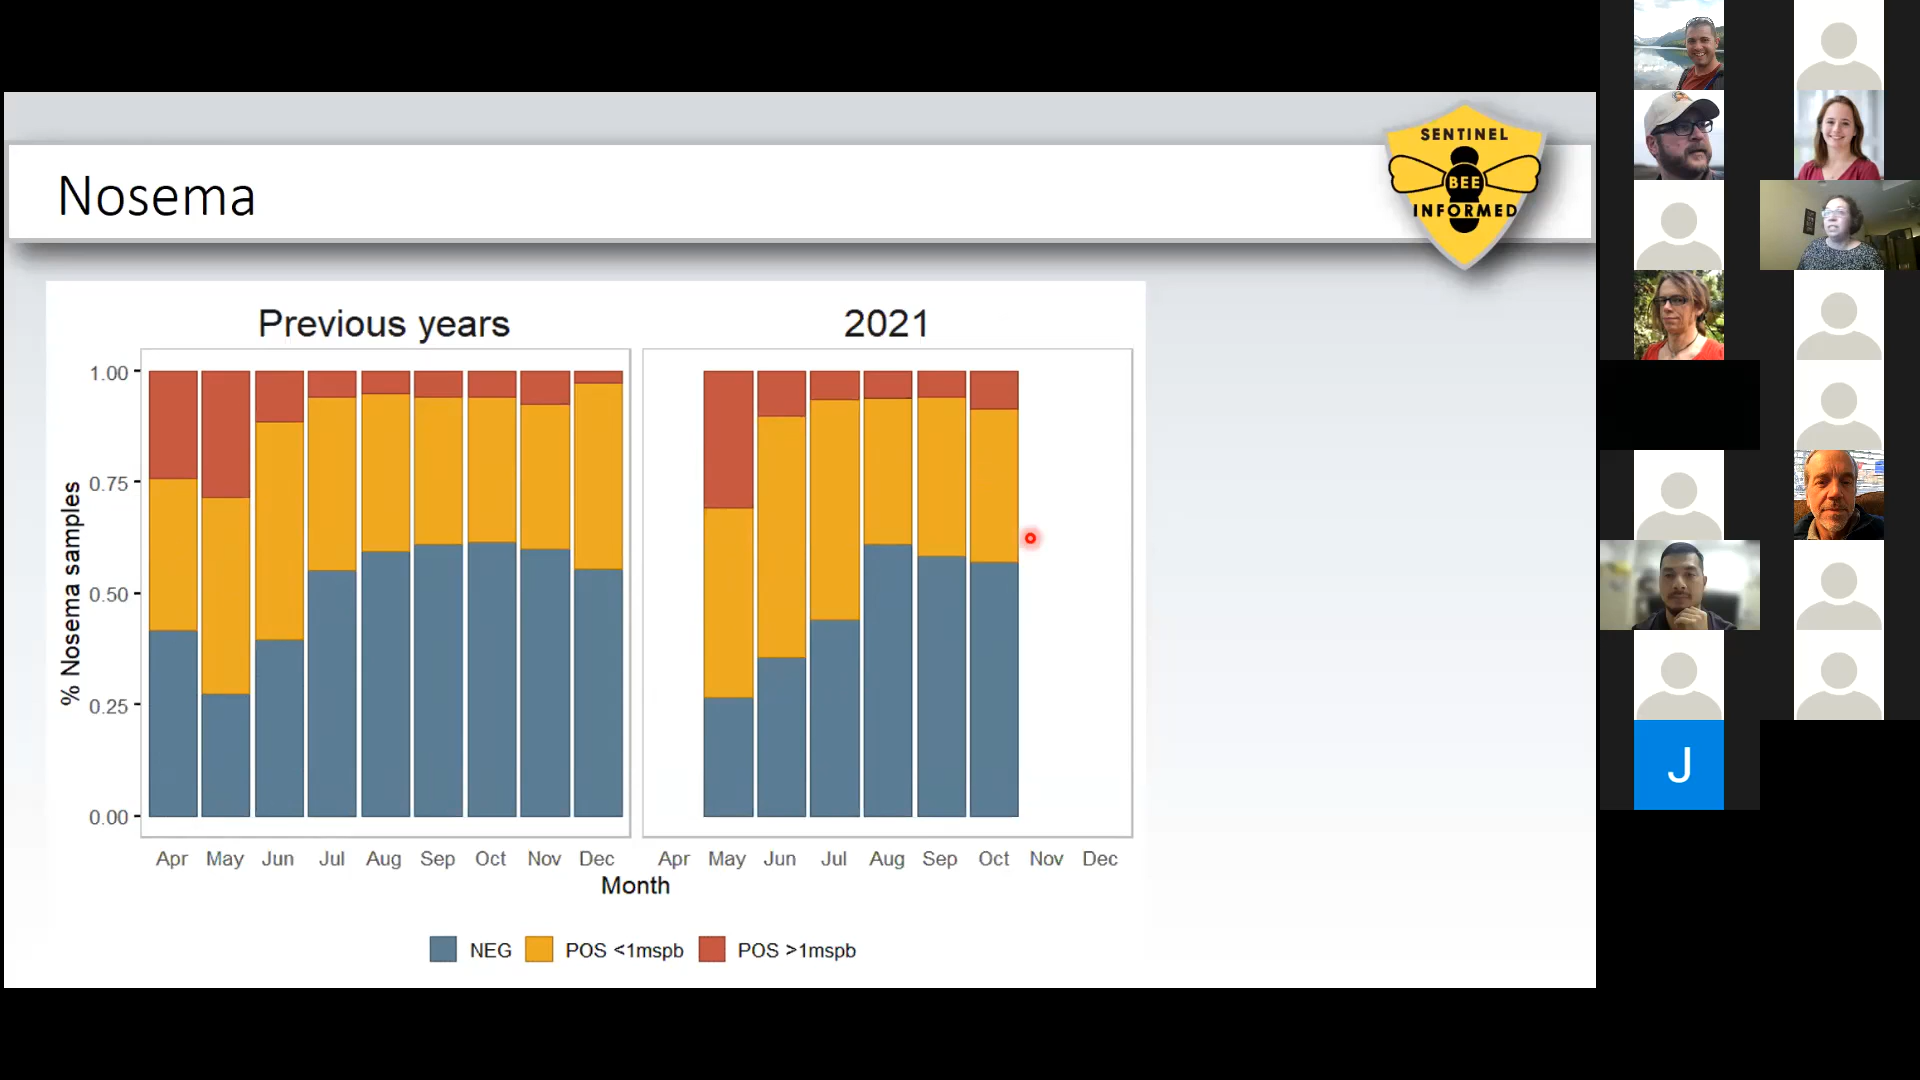 SENTINEL
BEE
INFORMED
Nosema
Previous years
2021
% Nosema samples
1.00
0.75
0.50
0.25
0.00
Apr May Jun Jul Aug Sep Oct Nov Dec
Apr May Jun Jul Aug Sep Oct Nov Dec
Month
NEG POS <1mspb POS >1mspb
J